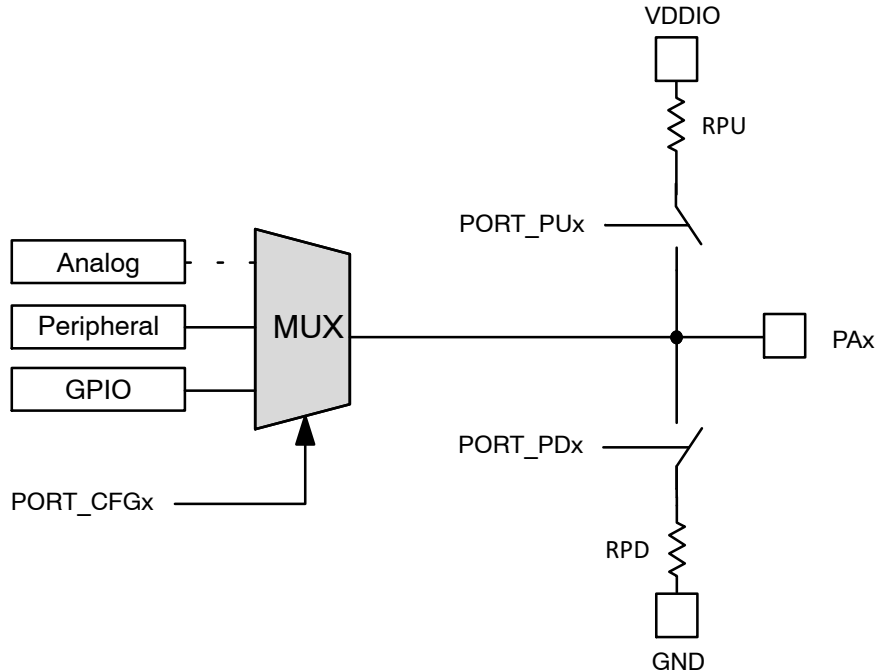 VDDIO
RPU
PORT_PUx
Analog
Peripheral
MUX
PAx
GPIO
PORT_PDx
PORT_CFGx
RPD
GND